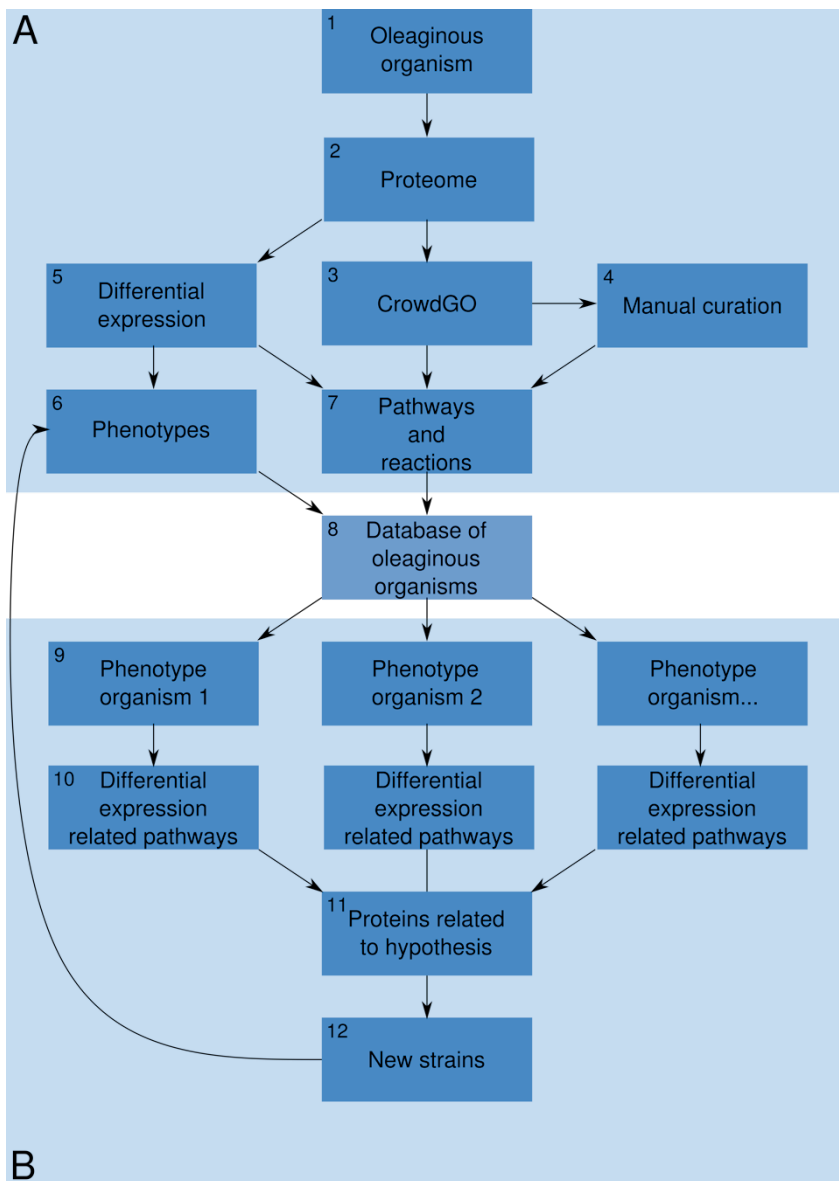 A
1
Oleaginous
organism
2
Proteome
5
Differential
expression
3
CrowdGO
4
Manual curation
6
Phenotypes
7
Pathways
and
reactions
8
Database of
oleaginous
organisms
9
Phenotype
organism 1
Phenotype
organism 2
Phenotype
organism...
10
Differential
expression
related pathways
Differential
expression
related pathways
Differential
expression
related pathways
11
Proteins related
to hypothesis
12
New strains
B